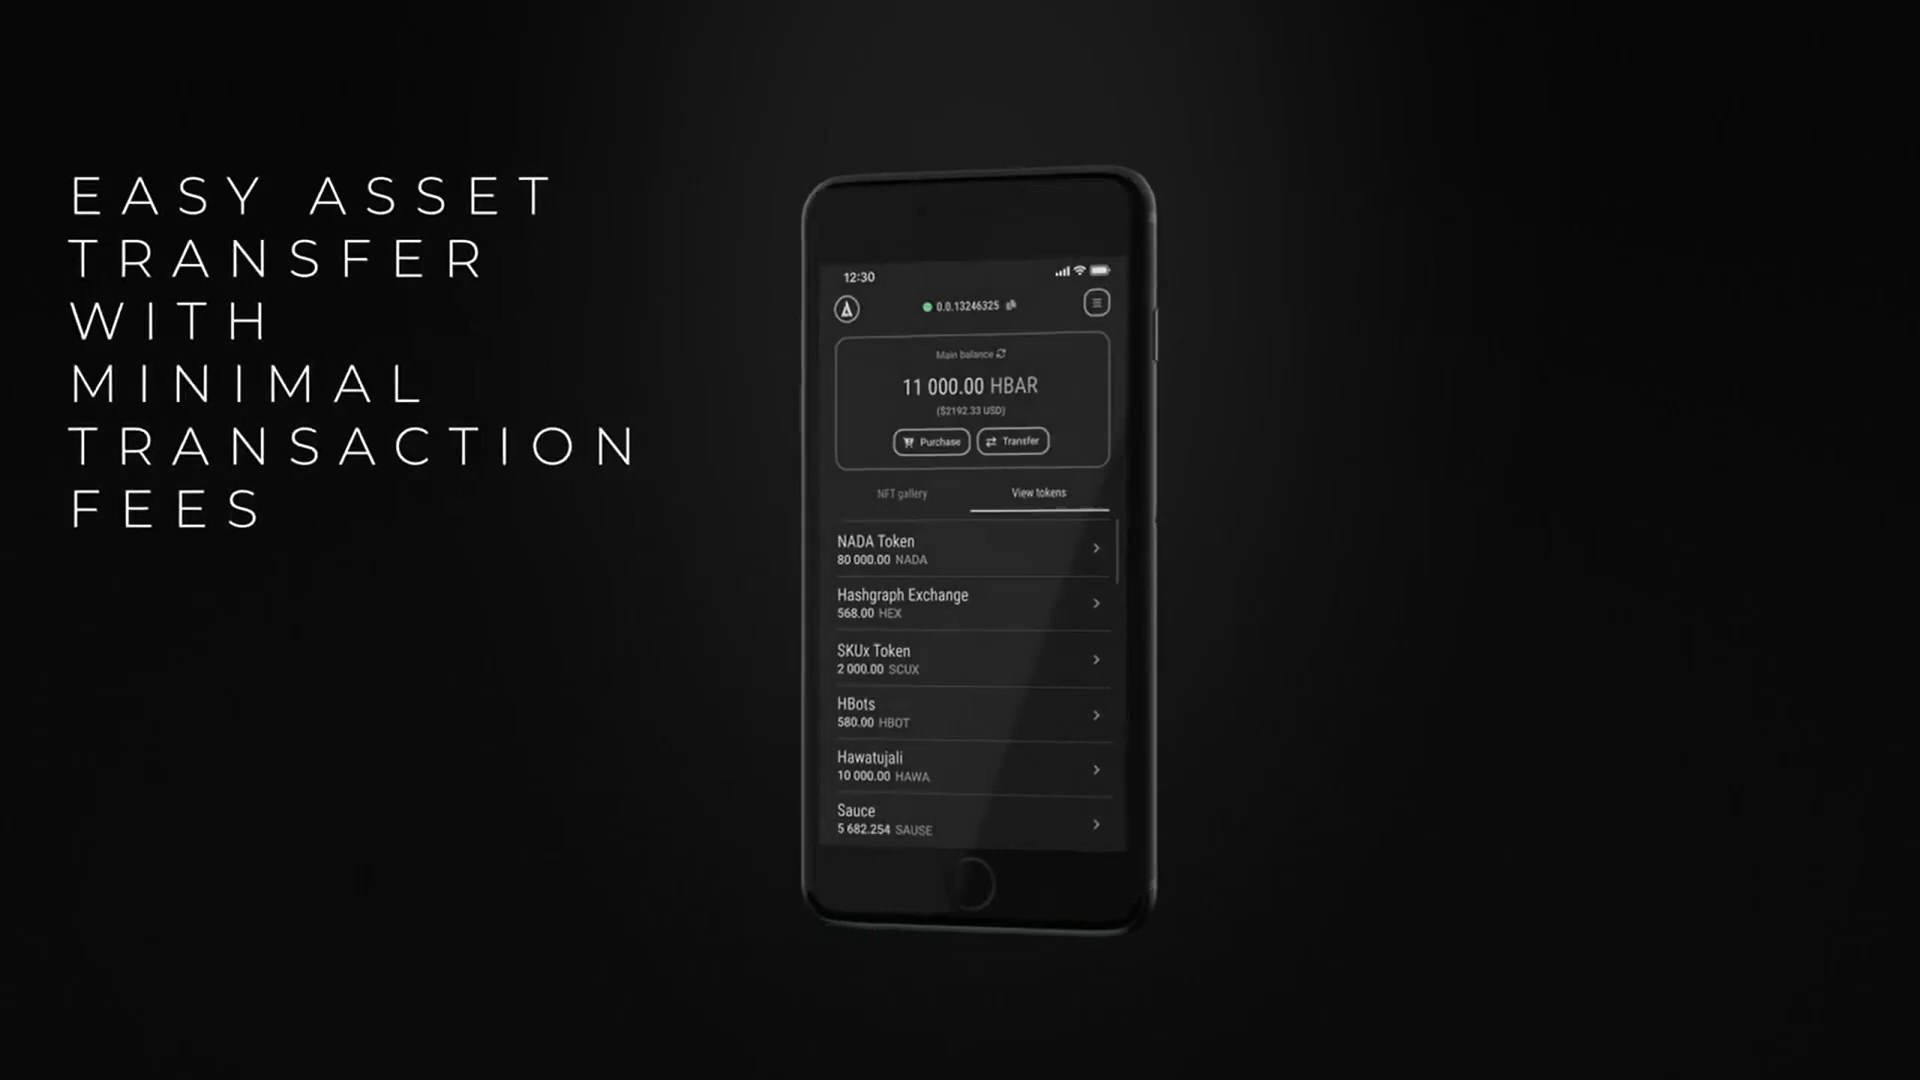 EASY ASSET
TRANSFER
WITH
MINIMAL
TRANSACTION
FEES
12:30
0.0.13246325
Main balance
11 000.00 HBAR
($2192.33 USD)
Purchase Transfer
NFT gallery View tokens
NADA Token
80 000.00 NADA
Hashgraph Exchange
568.00 HEX
SKUx Token
2 000.00 SCUX
HBots
580.00 HBOT
Hawatujali
10 000.00 HAWA
Sauce
5 682.254 SAUSE